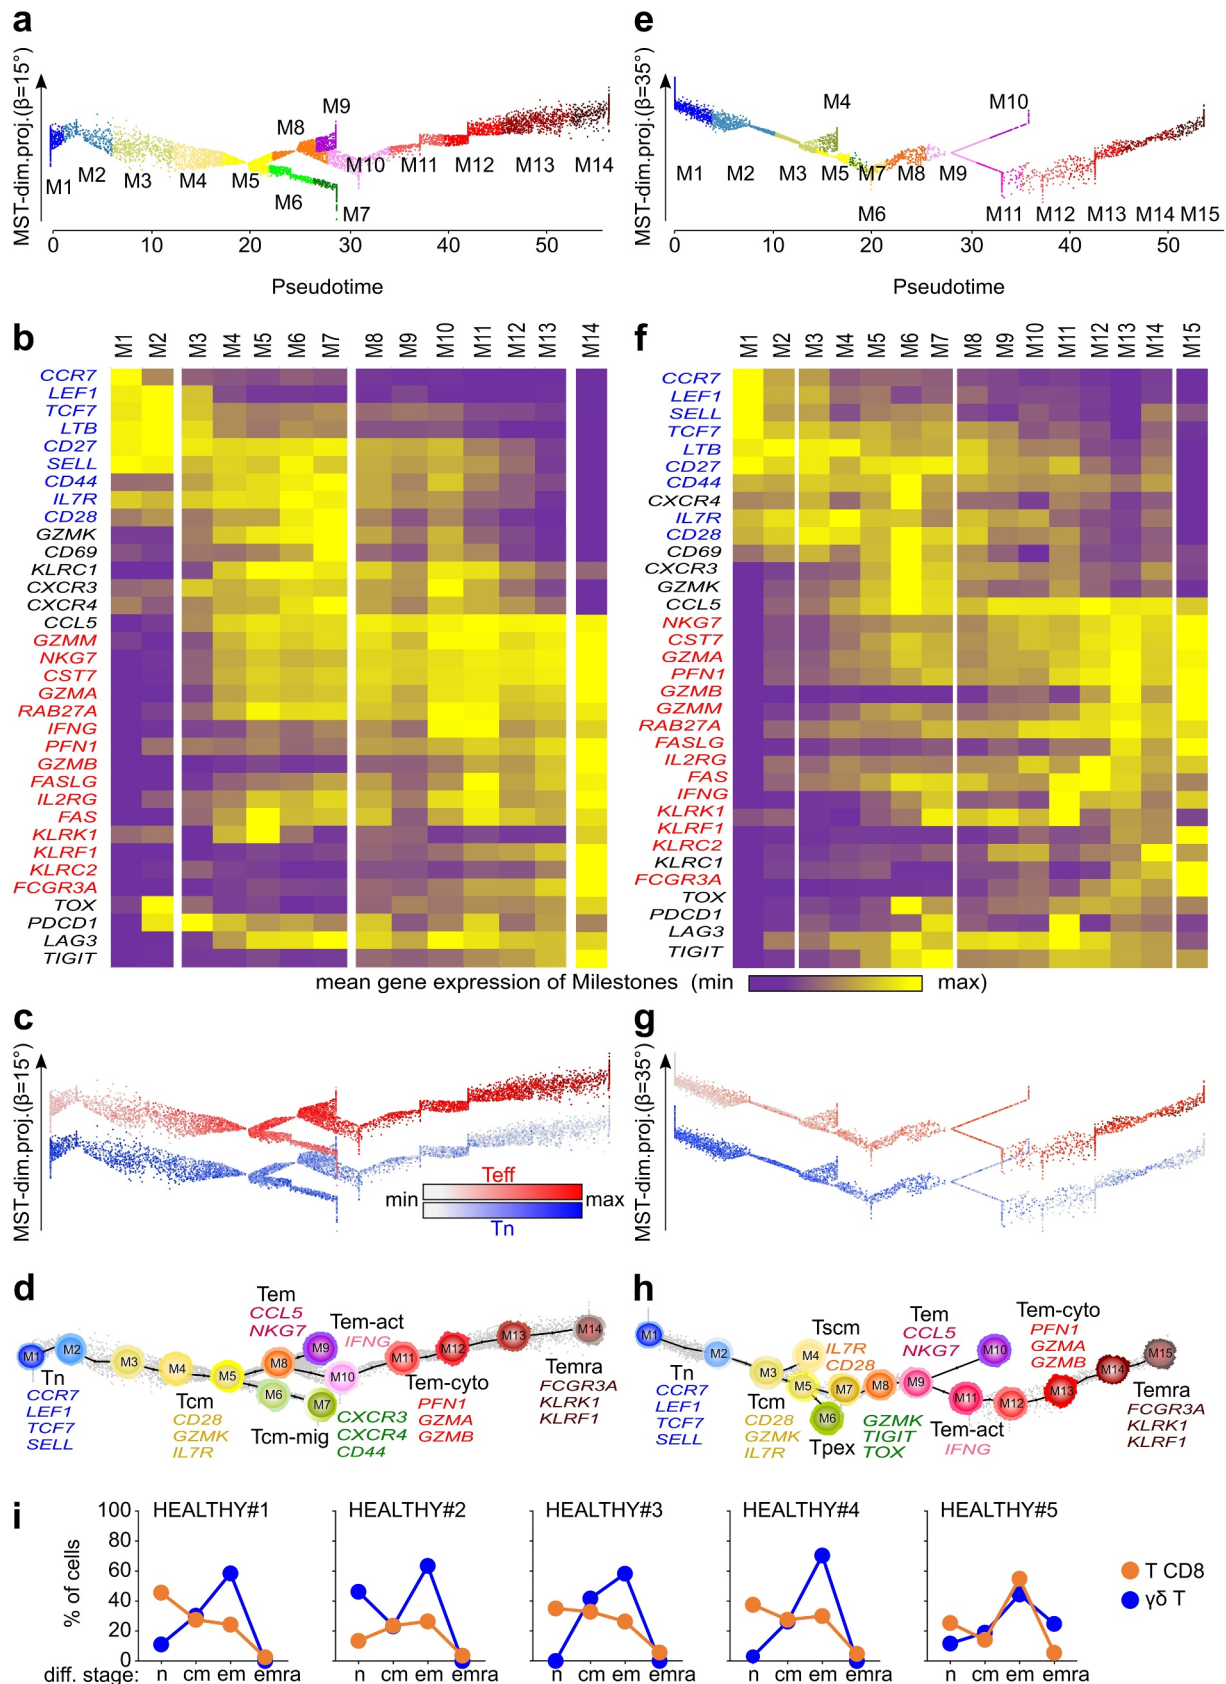 a
MST-dim.proj.(β=15°)
M1
M2
M3
M4
M5
M6
M7
M8
M9
M10
M11
M12
M13
M14
0 10 20 30 40 50
Pseudotime
e
MST-dim.proj.(β=35°)
M1
M2
M3
M4
M5
M6
M7
M8
M9
M10
M11
M12
M13
M14
M15
0 10 20 30 40 50
Pseudotime
b
M1 M2 M3 M4 M5 M6 M7 M8 M9 M10 M11 M12 M13 M14
CCR7
LEF1
TCF7
LTB
CD27
SELL
CD44
IL7R
CD28
GZMK
CD69
KLRC1
CXCR3
CXCR4
CCL5
GZMM
NKG7
CST7
GZMA
RAB27A
IFNG
PFN1
GZMB
FASLG
IL2RG
FAS
KLRK1
KLRF1
KLRC2
FCGR3A
TOX
PDCD1
LAG3
TIGIT
f
M1 M2 M3 M4 M5 M6 M7 M8 M9 M10 M11 M12 M13 M14 M15
CCR7
LEF1
SELL
TCF7
LTB
CD27
CD44
CXCR4
IL7R
CD28
CD69
CXCR3
GZMK
CCL5
NKG7
CST7
GZMA
PFN1
GZMB
GZMM
RAB27A
FASLG
IL2RG
FAS
IFNG
KLRK1
KLRF1
KLRC2
KLRC1
FCGR3A
TOX
PDCD1
LAG3
TIGIT
mean gene expression of Milestones (min max)
c
MST-dim.proj.(β=15°)
Teff
min max
Tn
g
MST-dim.proj.(β=35°)
d
M1
M2
M3
M4
M5
M6
M7
M8
M9
M10
M11
M12
M13
M14
Tn
CCR7
LEF1
TCF7
SELL
Tcm
CD28
GZMK
IL7R
Tem
CCL5
NKG7
Tcm-mig
CXCR3
CXCR4
CD44
Tem-act
IFNG
Tem-cyto
PFN1
GZMA
GZMB
Temra
FCGR3A
KLRK1
KLRF1
h
M1
M2
M3
M4
M5
M6
M7
M8
M9
M10
M11
M12
M13
M14
M15
Tn
CCR7
LEF1
TCF7
SELL
Tcm
CD28
GZMK
IL7R
Tscm
IL7R
CD28
Tpex
GZMK
TIGIT
TOX
Tem
CCL5
NKG7
Tem-act
IFNG
Tem-cyto
PFN1
GZMA
GZMB
Temra
FCGR3A
KLRK1
KLRF1
i
% of cells
100
80
60
40
20
0
HEALTHY#1
HEALTHY#2
HEALTHY#3
HEALTHY#4
HEALTHY#5
T CD8
γδ T
diff. stage: n cm em emra n cm em emra n cm em emra n cm em emra n cm em emra